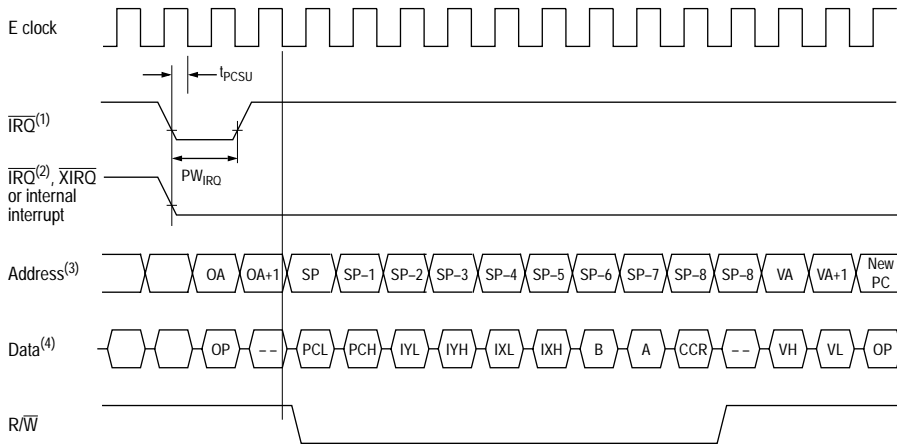 E clock
tPCSU
IRQ(1)
PWIRQ
IRQ(2), XIRQ
or internal
interrupt
Address(3) OA OA+1 SP SP–1 SP–2 SP–3 SP–4 SP–5 SP–6 SP–7 SP–8 SP–8 VA VA+1 New PC
Data(4) OP – – PCL PCH IYL IYH IXL IXH B A CCR – – VH VL OP
R/W